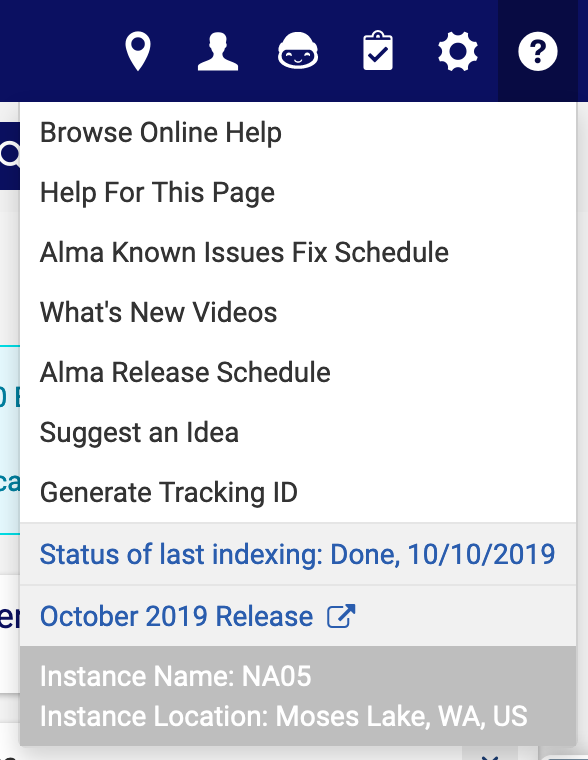 Browse Online Help
Help For This Page
Alma Known Issues Fix Schedule
What's New Videos
Alma Release Schedule
Suggest an Idea
Generate Tracking ID
Status of last indexing: Done, 10/10/2019
October 2019 Release
Instance Name: NA05
Instance Location: Moses Lake, WA, US